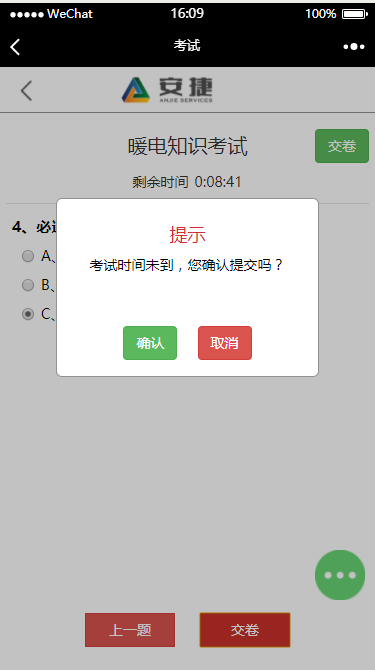 ●●●●● WeChat 16:09 100%
考试
安捷
ANJIE SERVICES
暖电知识考试 交卷
剩余时间 0:08:41
4、必
A、
B、
C、
提示
考试时间未到，您确认提交吗？
确认 取消
上一题 交卷